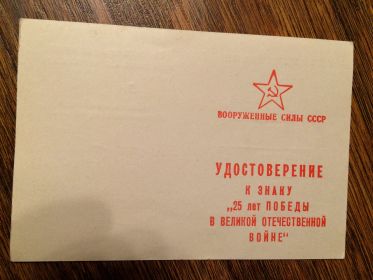 ВООРУЖЕННЫЕ СИЛЫ СССР
УДОСТОВЕРЕНИЕ
К ЗНАКУ
„25 лет ПОБЕДЫ
В ВЕЛИКОЙ ОТЕЧЕСТВЕННОЙ
ВОЙНЕ“